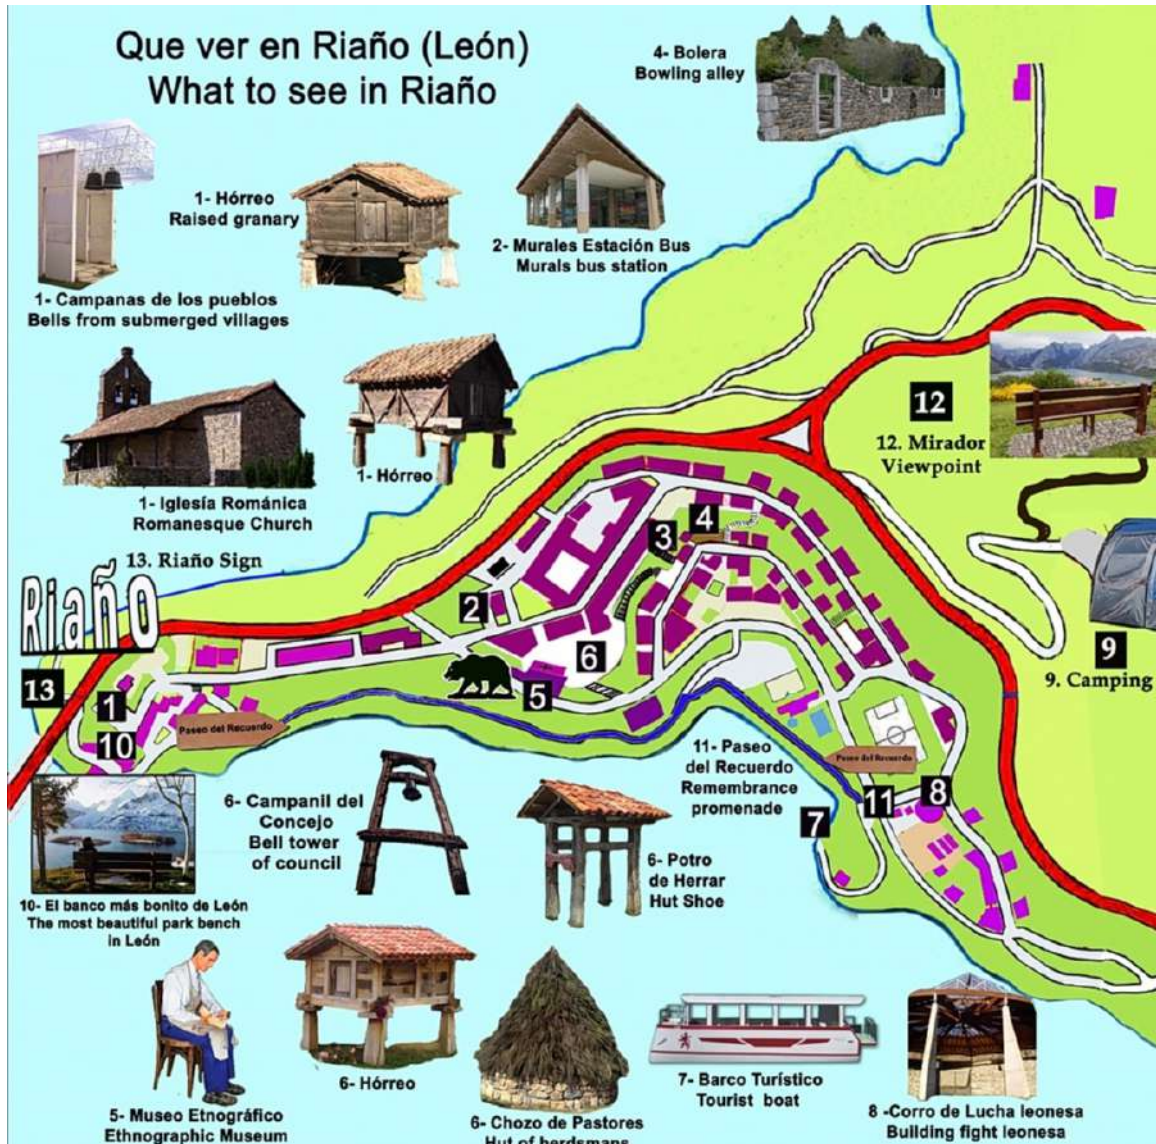 Que ver en Riaño (León)
What to see in Riaño
4- Bolera
Bowling alley
1- Hórreo
Raised granary
2- Murales Estación Bus
Murals bus station
1- Campanas de los pueblos
Bells from submerged villages
12
12. Mirador
Viewpoint
1- Iglesía Románica
Romanesque Church
1- Hórreo
13. Riaño Sign
Riaño
3
4
2
6
5
9
9. Camping
13
1
10
Paseo del Recuerdo
11- Paseo
del Recuerdo
Remembrance
promenade
Paseo del Recuerdo
7
11
8
6- Campanil del
Concejo
Bell tower
of council
6- Potro
de Herrar
Hut Shoe
10- El banco más bonito de León
The most beautiful park bench
in León
6- Hórreo
7- Barco Turístico
Tourist boat
5- Museo Etnográfico
Ethnographic Museum
6- Chozo de Pastores
Hut of herdsmans
8 -Corro de Lucha leonesa
Building fight leonesa